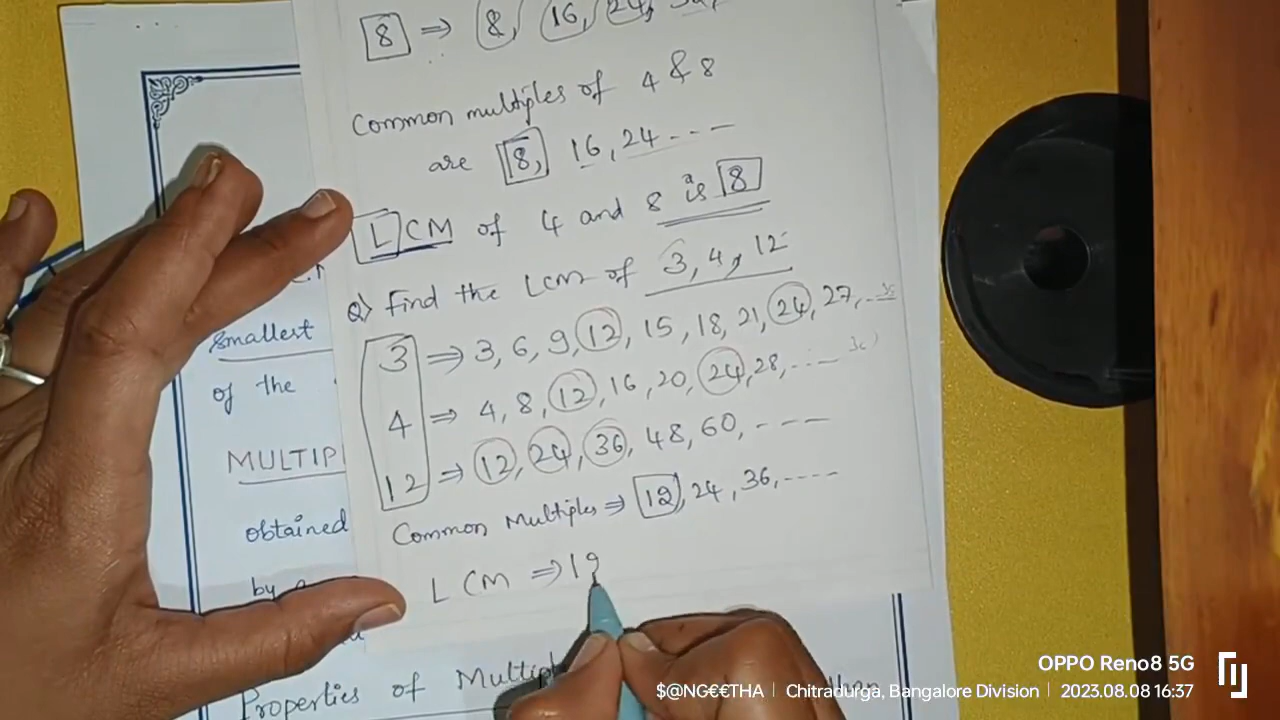 8 ⇒ 8, 16, 24,
Common multiples of 4 & 8
are 8, 16, 24 - - - -
LCM of 4 and 8 is 8
Q) Find the LCM of 3, 4, 12
3 ⇒ 3, 6, 9, 12, 15, 18, 21, 24, 27, ...
4 ⇒ 4, 8, 12, 16, 20, 24, 28, ...
12 ⇒ 12, 24, 36, 48, 60, - - - -
Common Multiples ⇒ 12, 24, 36, - - - -
LCM ⇒ 12
Smallest
of the
MULTIPL
obtained
by
Properties of Multipl
OPPO Reno8 5G
$@NG€€THA | Chitradurga, Bangalore Division | 2023.08.08 16:37